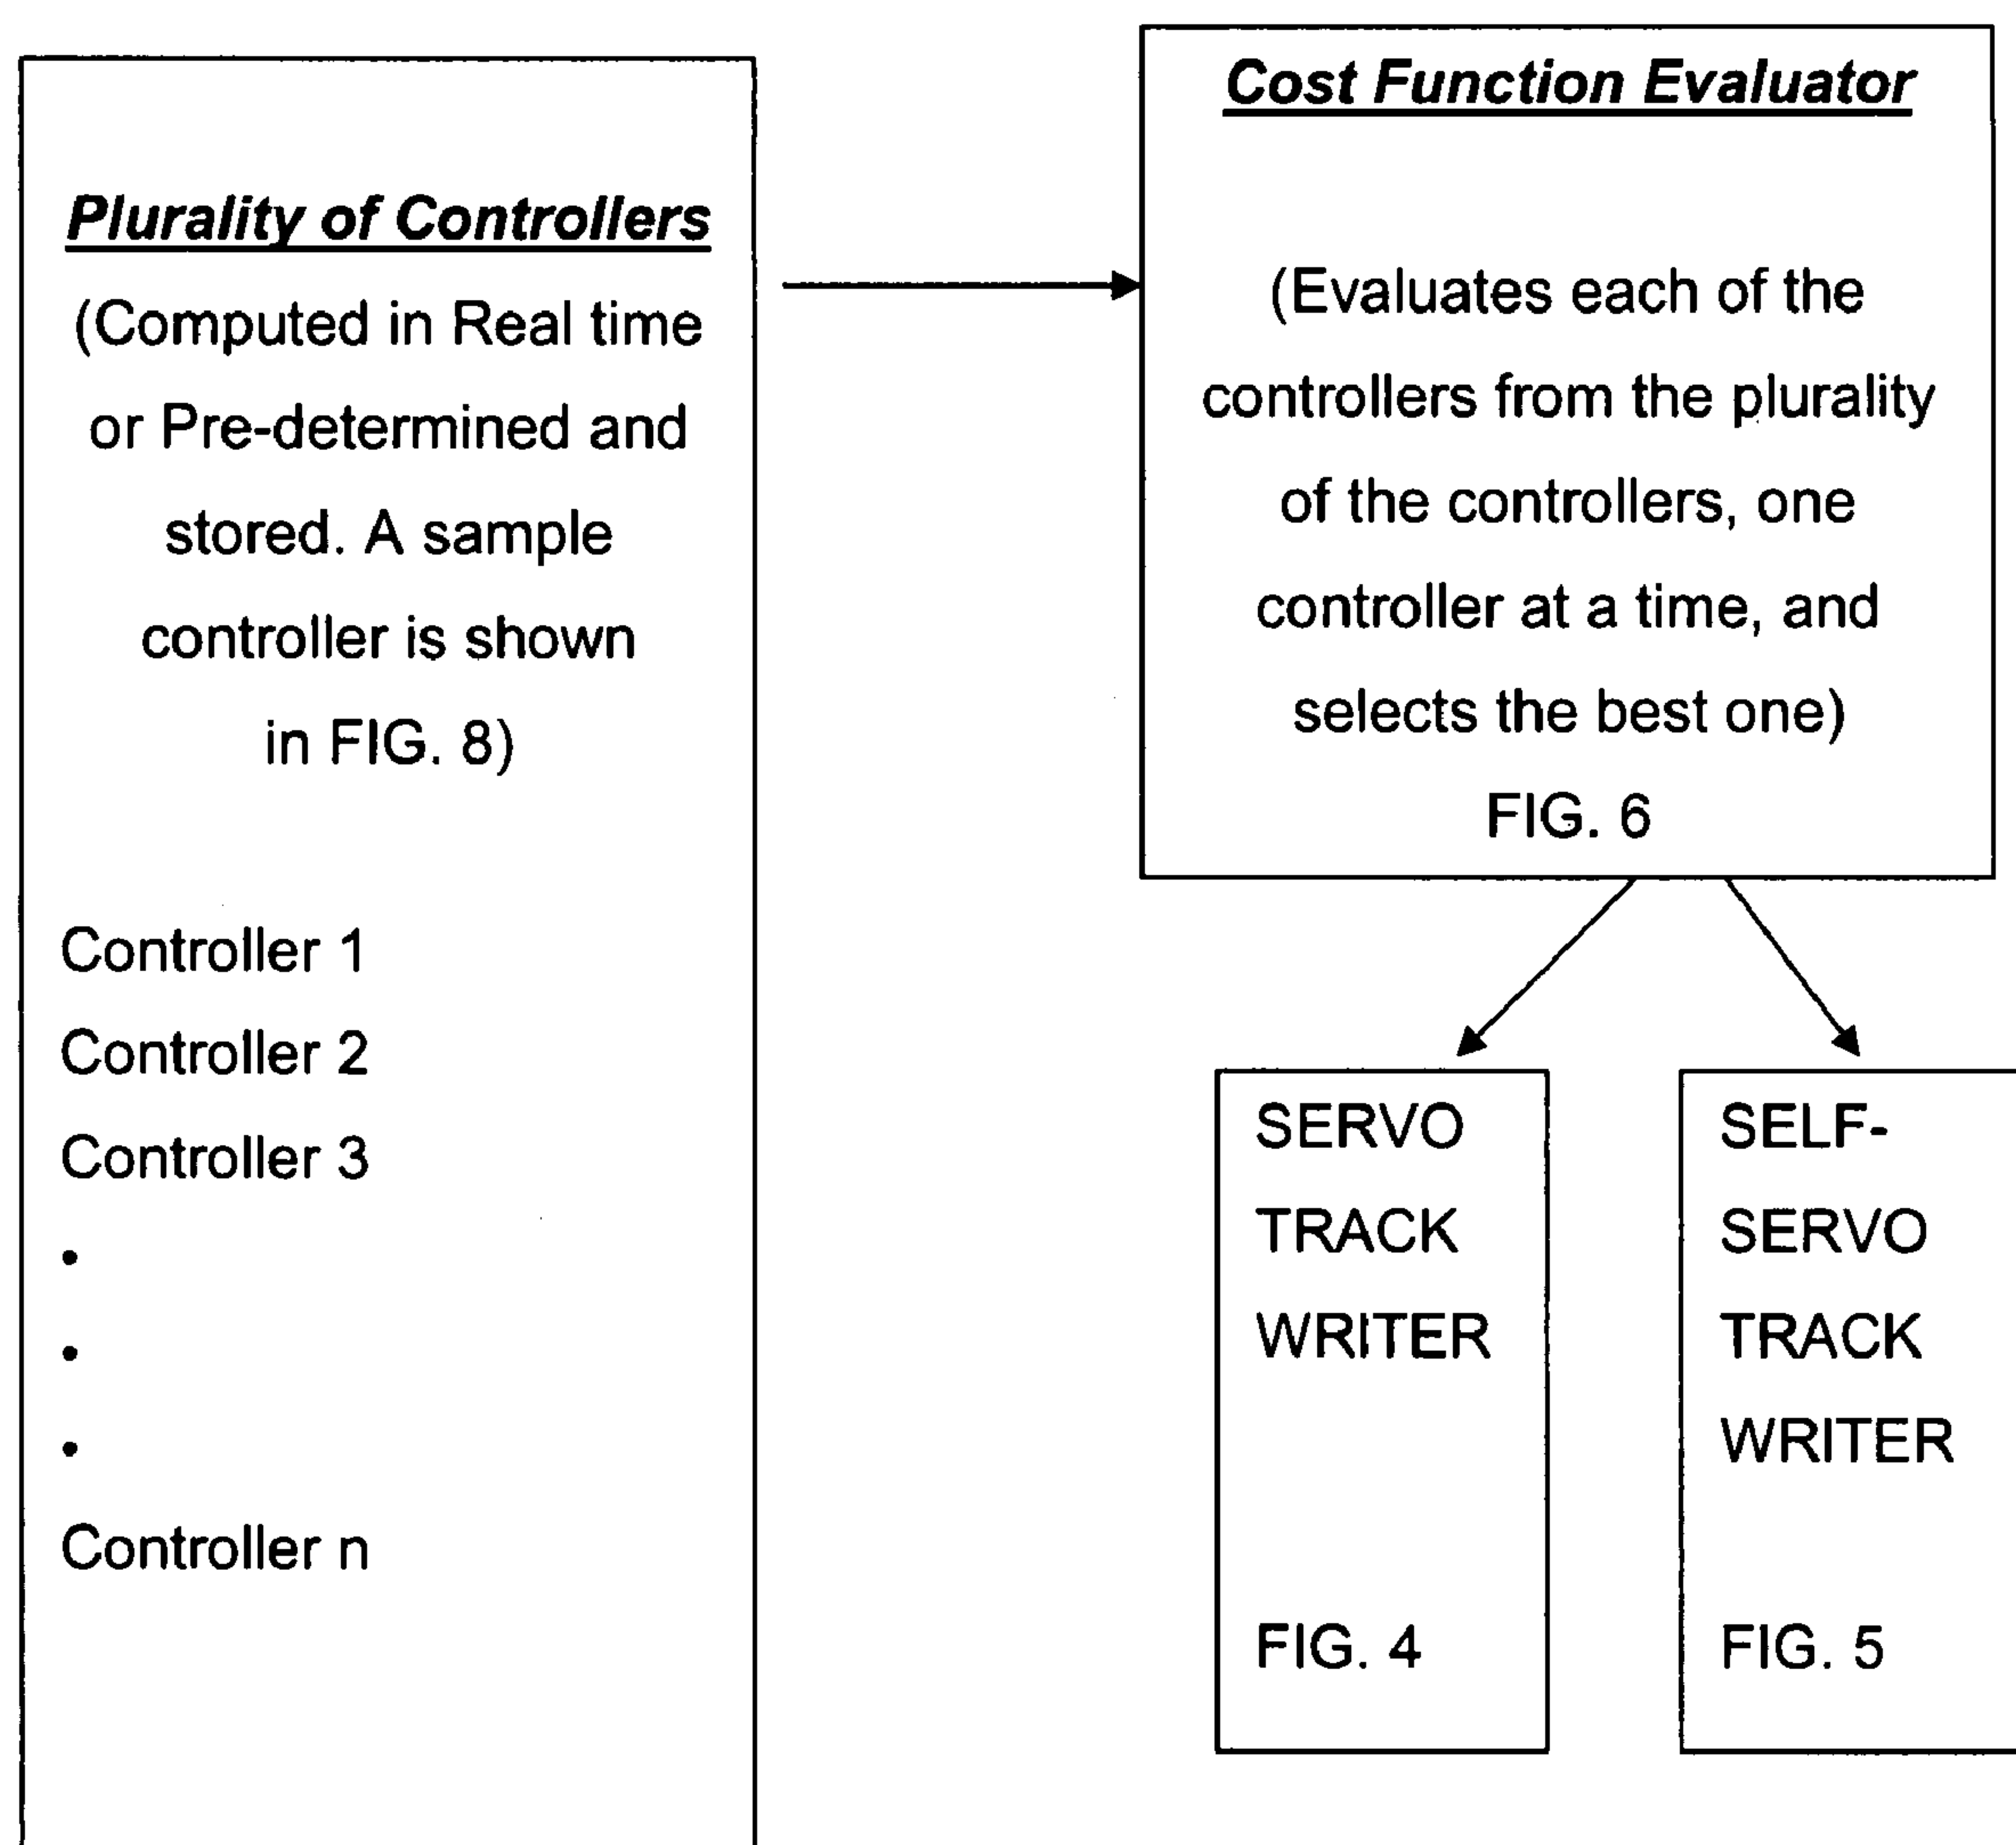 Plurality of Controllers
(Computed in Real time
or Pre-determined and
stored. A sample
controller is shown
in FIG. 8)
Controller 1
Controller 2
Controller 3
•
•
•
Controller n
Cost Function Evaluator
(Evaluates each of the
controllers from the plurality
of the controllers, one
controller at a time, and
selects the best one)
FIG. 6
SERVO
TRACK
WRITER
FIG. 4
SELF-
SERVO
TRACK
WRITER
FIG. 5